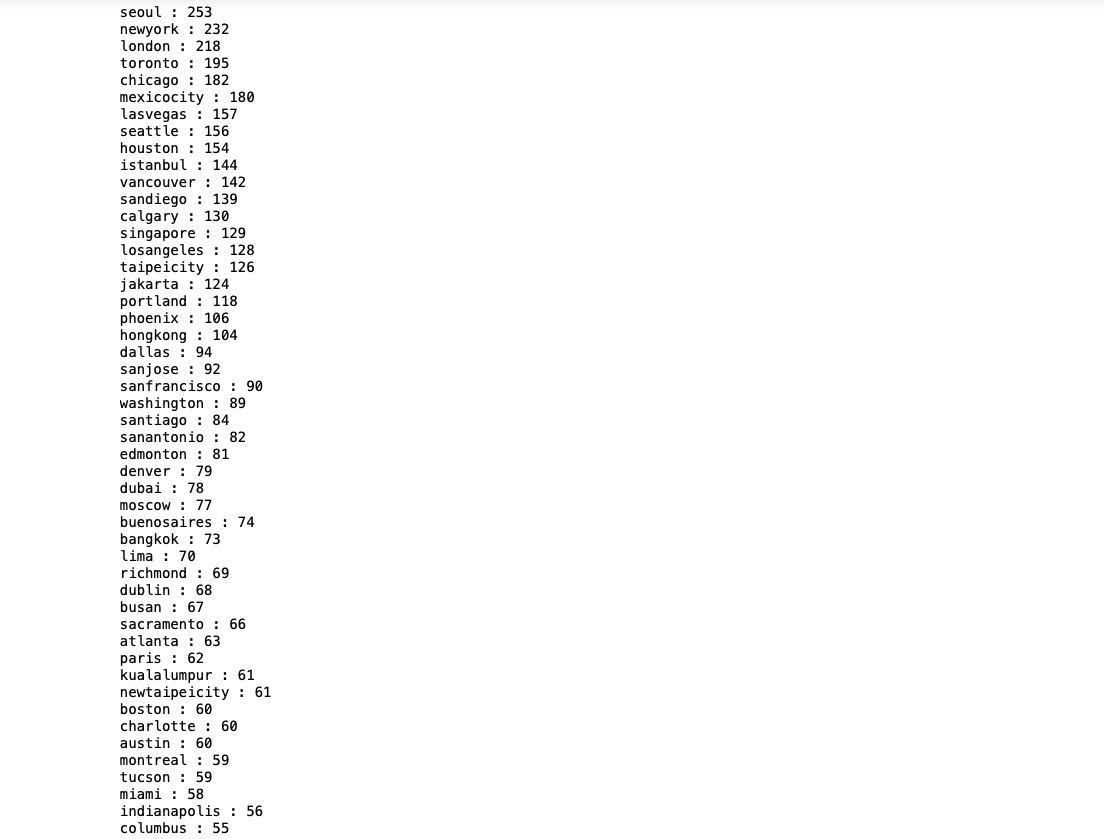 seoul : 253
newyork : 232
london : 218
toronto : 195
chicago : 182
mexicocity : 180
lasvegas : 157
seattle : 156
houston : 154
istanbul : 144
vancouver : 142
sandiego : 139
calgary : 130
singapore : 129
losangeles : 128
taipeicity : 126
jakarta : 124
portland : 118
phoenix : 106
hongkong : 104
dallas : 94
sanjose : 92
sanfrancisco : 90
washington : 89
santiago : 84
sanantonio : 82
edmonton : 81
denver : 79
dubai : 78
moscow : 77
buenosaires : 74
bangkok : 73
lima : 70
richmond : 69
dublin : 68
busan : 67
sacramento : 66
atlanta : 63
paris : 62
kualalumpur : 61
newtaipeicity : 61
boston : 60
charlotte : 60
austin : 60
montreal : 59
tucson : 59
miami : 58
indianapolis : 56
columbus : 55